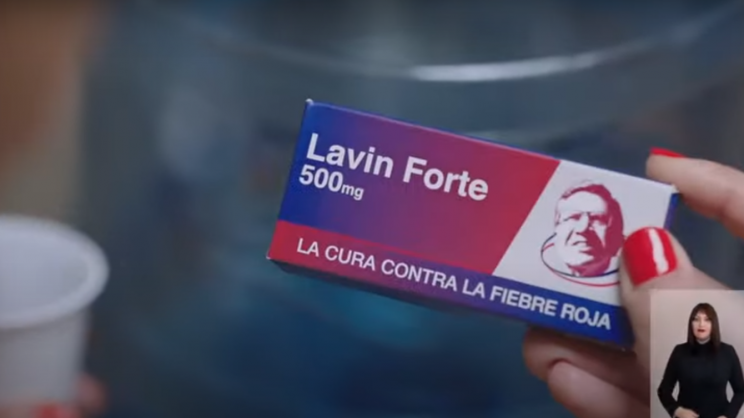 Lavin Forte
500mg
LA CURA CONTRA LA FIEBRE ROJA